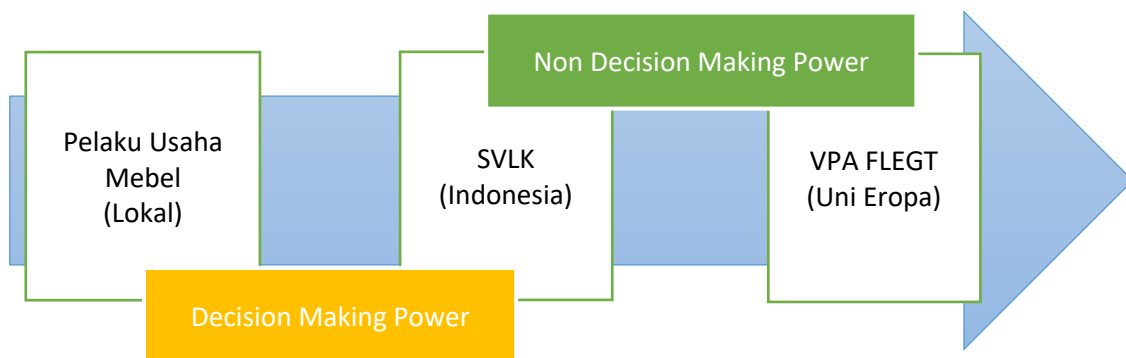 Non Decision Making Power
Pelaku Usaha
Mebel
(Lokal)
SVLK
(Indonesia)
VPA FLEGT
(Uni Eropa)
Decision Making Power